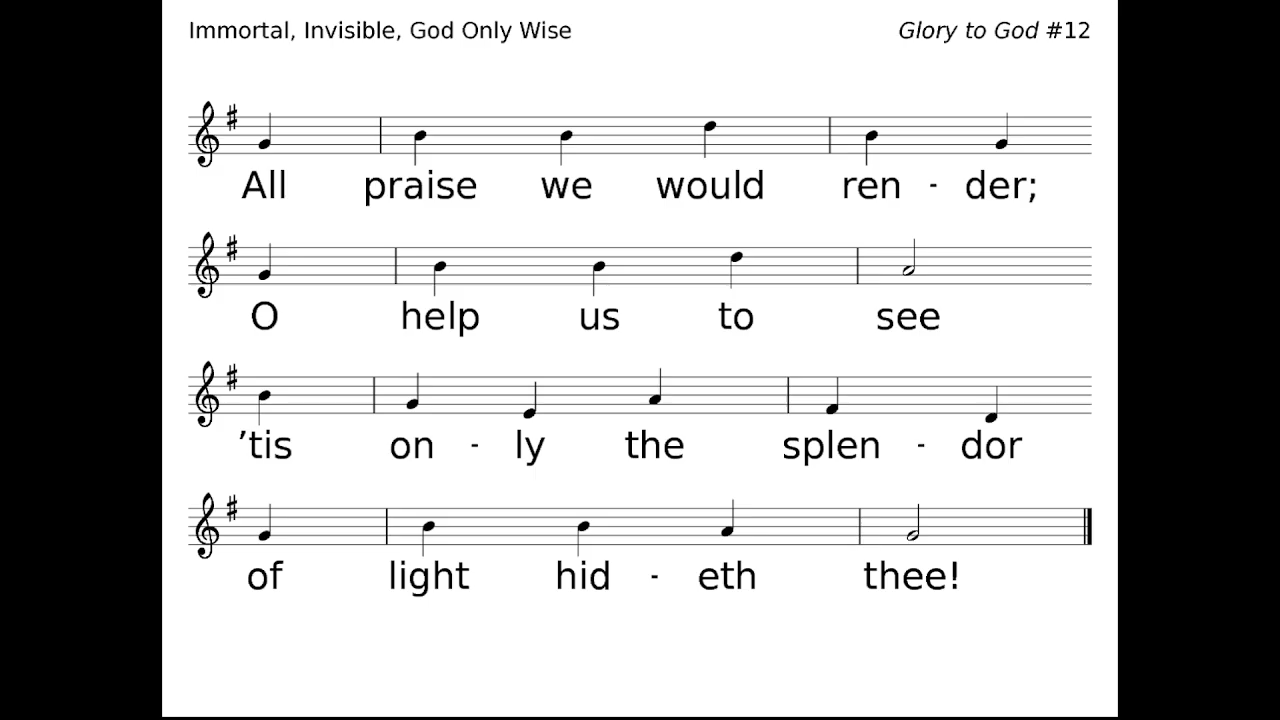 Immortal, Invisible, God Only Wise Glory to God #12
All praise we would ren - der;
O help us to see
’tis on - ly the splen - dor
of light hid - eth thee!